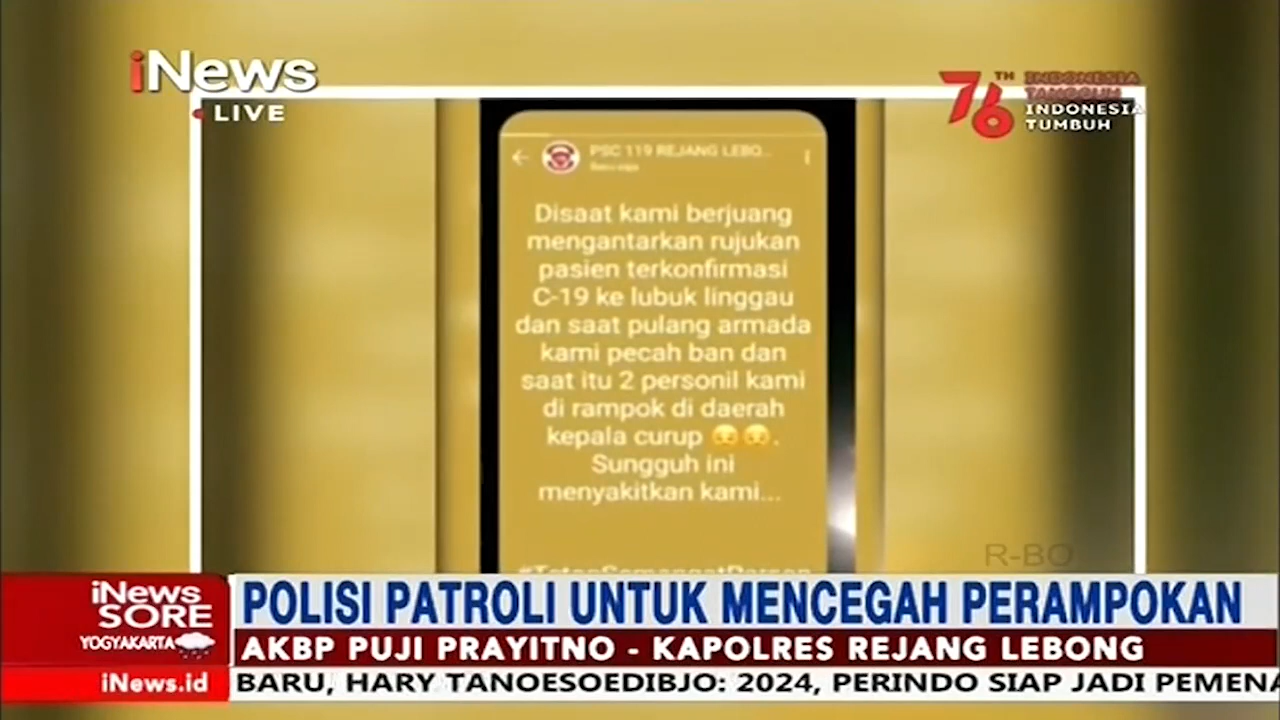 iNews
LIVE
76 TH
INDONESIA
TANGGUH
INDONESIA
TUMBUH
PSC 119 REJANG LEBO...
Baru saja
Disaat kami berjuang
mengantarkan rujukan
pasien terkonfirmasi
C-19 ke lubuk linggau
dan saat pulang armada
kami pecah ban dan
saat itu 2 personil kami
di rampok di daerah
kepala curup 😔😔.
Sungguh ini
menyakitkan kami...
R-BO
iNews
SORE
YOGYAKARTA
POLISI PATROLI UNTUK MENCEGAH PERAMPOKAN
AKBP PUJI PRAYITNO - KAPOLRES REJANG LEBONG
iNews.id
BARU, HARY TANOESOEDIBJO: 2024, PERINDO SIAP JADI PEMENA